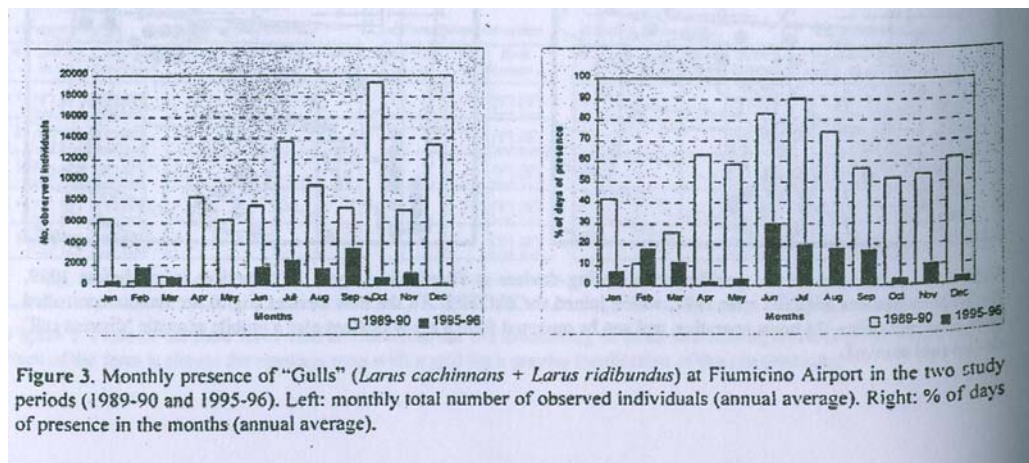 20000
18000
16000
14000
12000
10000
8000
6000
4000
2000
0
No. observed individuals
Jan Feb Mar Apr May Jun Jul Aug Sep Oct Nov Dec
Months
1989-90 1995-96
100
90
80
70
60
50
40
30
20
10
0
% of days of presence
Jan Feb Mar Apr May Jun Jul Aug Sep Oct Nov Dec
Months
1989-90 1995-96
Figure 3. Monthly presence of "Gulls" (Larus cachinnans + Larus ridibundus) at Fiumicino Airport in the two study
periods (1989-90 and 1995-96). Left: monthly total number of observed individuals (annual average). Right: % of days
of presence in the months (annual average).